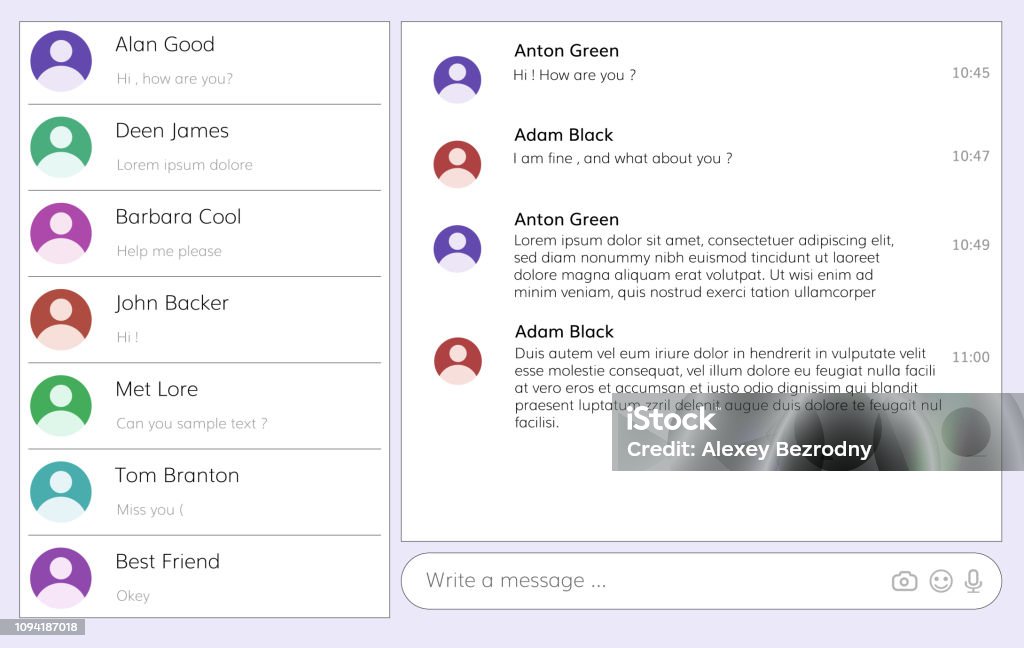 Alan Good
Hi , how are you?
Deen James
Lorem ipsum dolore
Barbara Cool
Help me please
John Backer
Hi !
Met Lore
Can you sample text ?
Tom Branton
Miss you (
Best Friend
Okey
Anton Green
Hi ! How are you ?
10:45
Adam Black
I am fine , and what about you ?
10:47
Anton Green
Lorem ipsum dolor sit amet, consectetuer adipiscing elit,
sed diam nonummy nibh euismod tincidunt ut laoreet
dolore magna aliquam erat volutpat. Ut wisi enim ad
minim veniam, quis nostrud exerci tation ullamcorper
10:49
Adam Black
Duis autem vel eum iriure dolor in hendrerit in vulputate velit
esse molestie consequat, vel illum dolore eu feugiat nulla facili
at vero eros et accumsan et iusto odio dignissim qui blandit
praesent luptatum zzril delenit augue duis dolore te feugait nul
facilisi.
11:00
iStock
Credit: Alexey Bezrodny
Write a message ...
1094187018